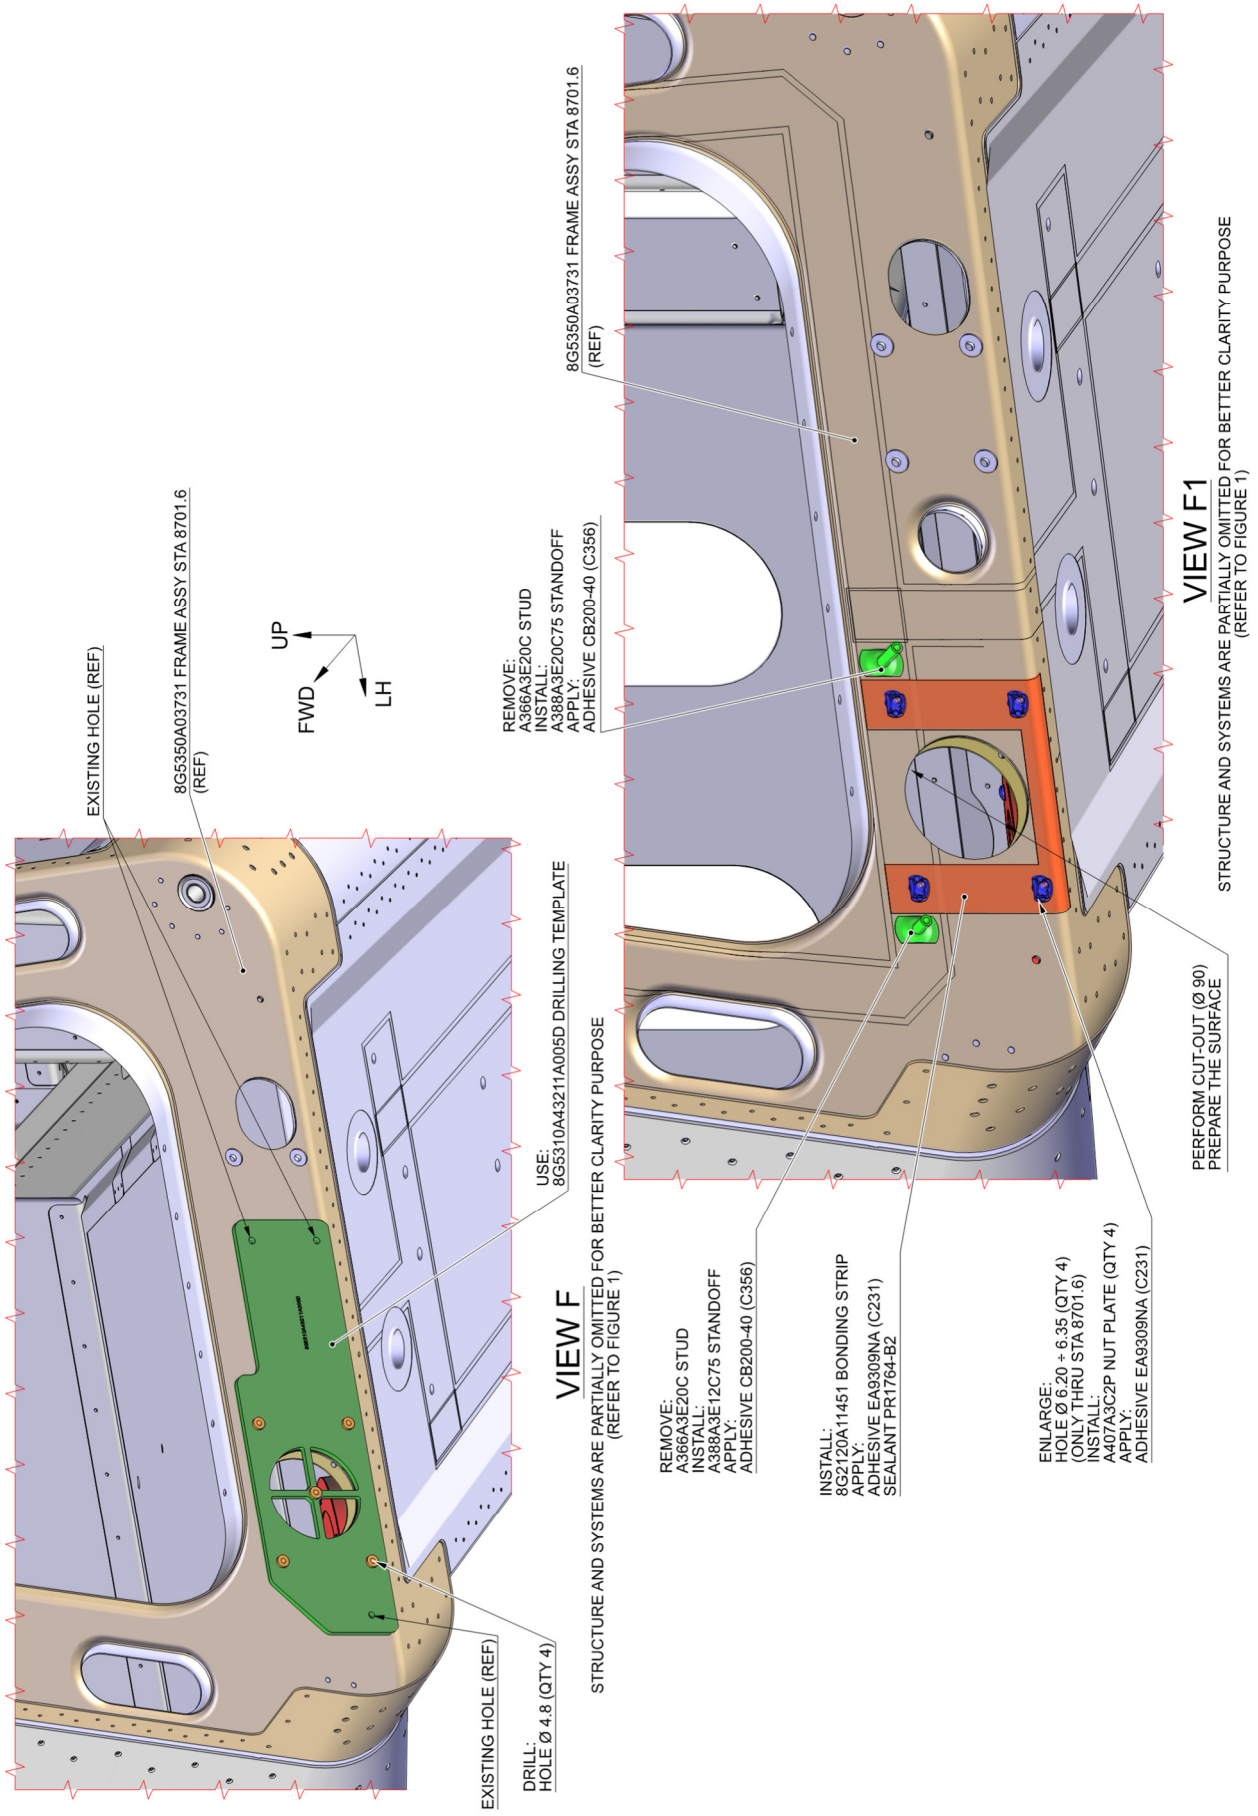 EXISTING HOLE (REF)
8G5350A03731 FRAME ASSY STA 8701.6
(REF)
UP
FWD
LH
EXISTING HOLE (REF)
DRILL:
HOLE Ø 4.8 (QTY 4)
USE:
8G5310A43211A005D DRILLING TEMPLATE
VIEW F
STRUCTURE AND SYSTEMS ARE PARTIALLY OMITTED FOR BETTER CLARITY PURPOSE
(REFER TO FIGURE 1)
8G5350A03731 FRAME ASSY STA 8701.6
(REF)
REMOVE:
A366A3E20C STUD
INSTALL:
A388A3E20C75 STANDOFF
APPLY:
ADHESIVE CB200-40 (C356)
REMOVE:
A366A3E20C STUD
INSTALL:
A388A3E12C75 STANDOFF
APPLY:
ADHESIVE CB200-40 (C356)
INSTALL:
8G2120A11451 BONDING STRIP
APPLY:
ADHESIVE EA9309NA (C231)
SEALANT PR1764-B2
ENLARGE:
HOLE Ø 6.20 ÷ 6.35 (QTY 4)
(ONLY THRU STA 8701.6)
INSTALL:
A407A3C2P NUT PLATE (QTY 4)
APPLY:
ADHESIVE EA9309NA (C231)
PERFORM CUT-OUT (Ø 90)
PREPARE THE SURFACE
VIEW F1
STRUCTURE AND SYSTEMS ARE PARTIALLY OMITTED FOR BETTER CLARITY PURPOSE
(REFER TO FIGURE 1)